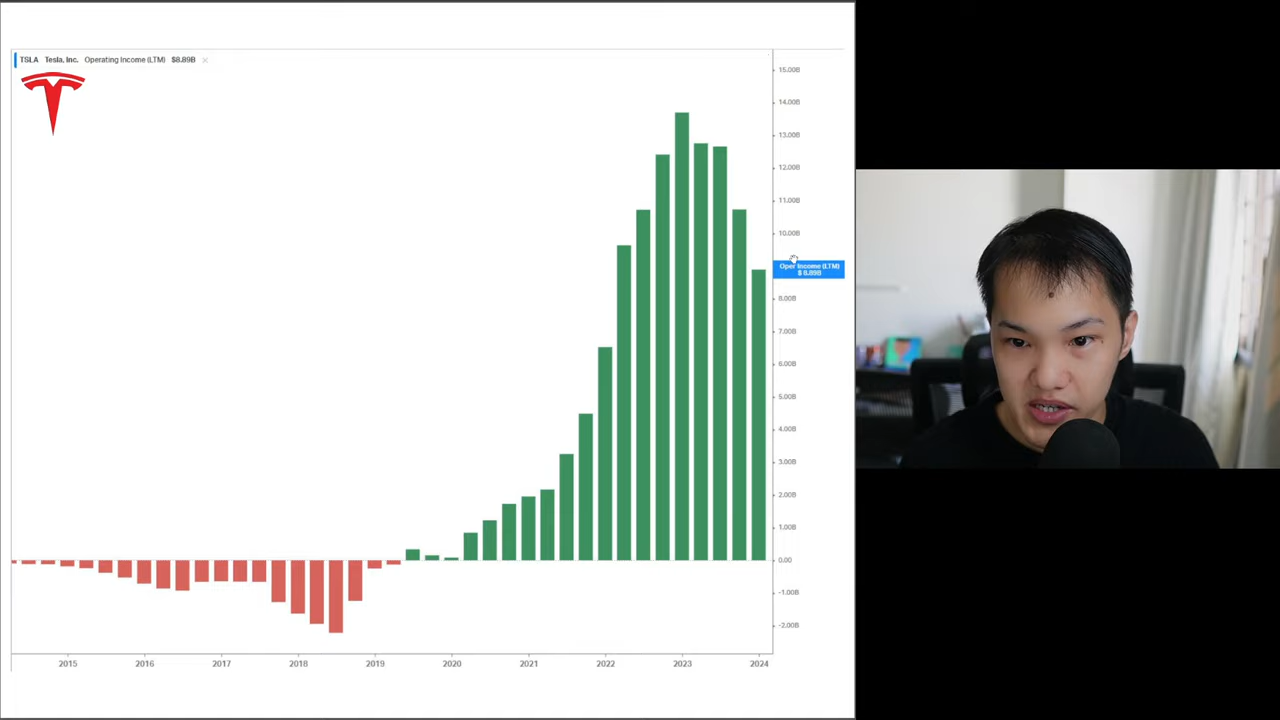 TSLA Tesla, Inc. Operating Income (LTM) $8.89B ×
15.00B
14.00B
13.00B
12.00B
11.00B
10.00B
Oper Income (LTM)
$ 8.89B
8.00B
7.00B
6.00B
5.00B
4.00B
3.00B
2.00B
1.00B
0.00
-1.00B
-2.00B
2015 2016 2017 2018 2019 2020 2021 2022 2023 2024